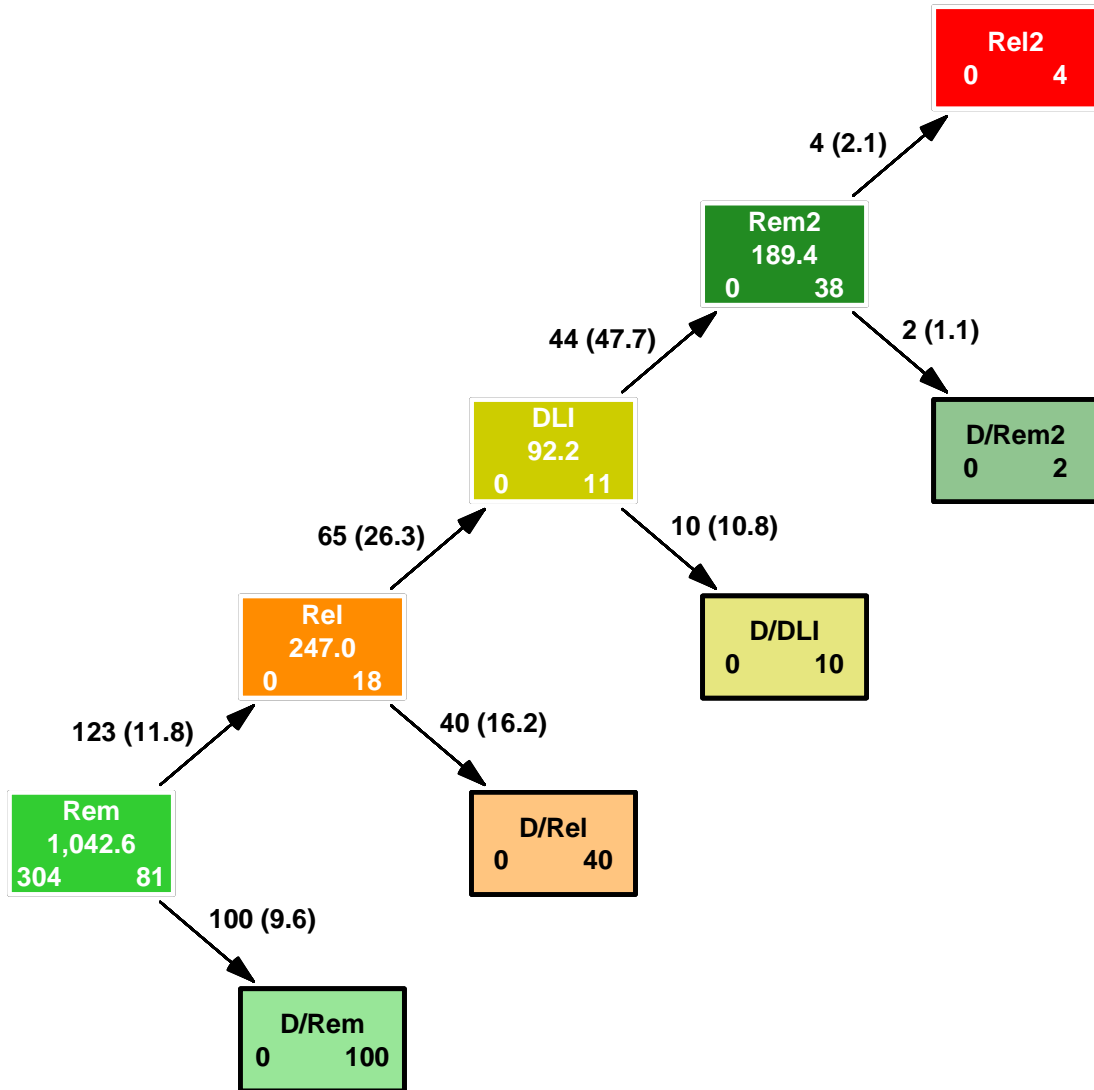 Rel2
0 4
4 (2.1)
Rem2
189.4
0 38
44 (47.7)
2 (1.1)
DLI
92.2
0 11
D/Rem2
0 2
65 (26.3)
10 (10.8)
Rel
247.0
0 18
D/DLI
0 10
123 (11.8)
40 (16.2)
Rem
1,042.6
304 81
D/Rel
0 40
100 (9.6)
D/Rem
0 100